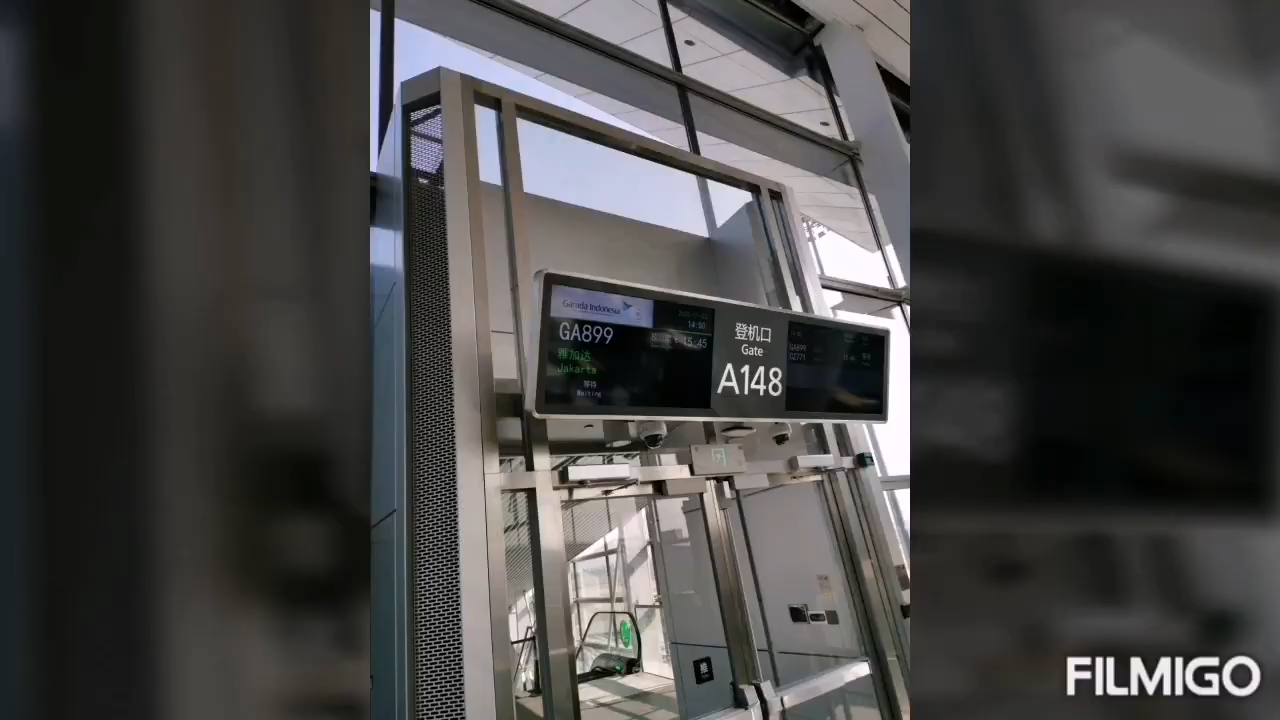 Garuda Indonesia
14:50
GA899
15:45
雅加达
Jakarta
等待
Waiting
登机口
Gate
A148
GA899
CZ771
FILMIGO